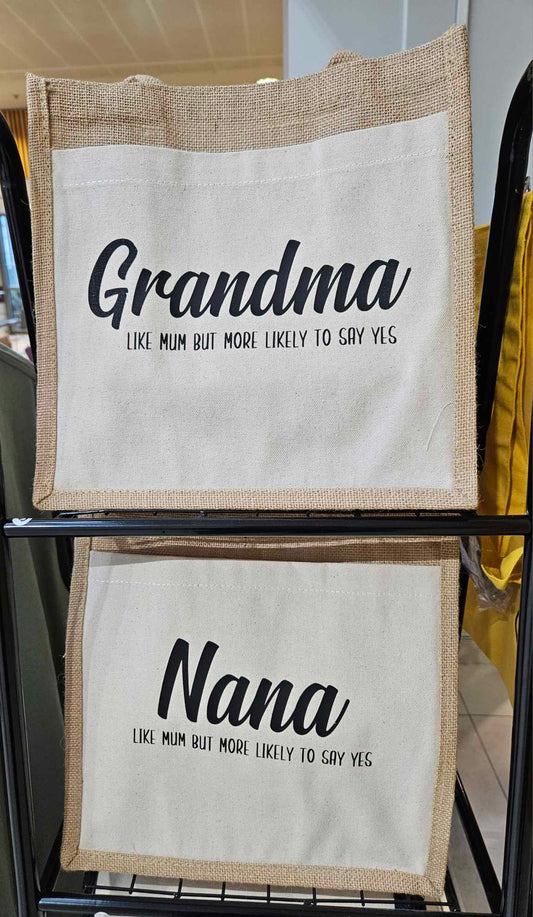 Grandma
LIKE MUM BUT MORE LIKELY TO SAY YES
Nana
LIKE MUM BUT MORE LIKELY TO SAY YES